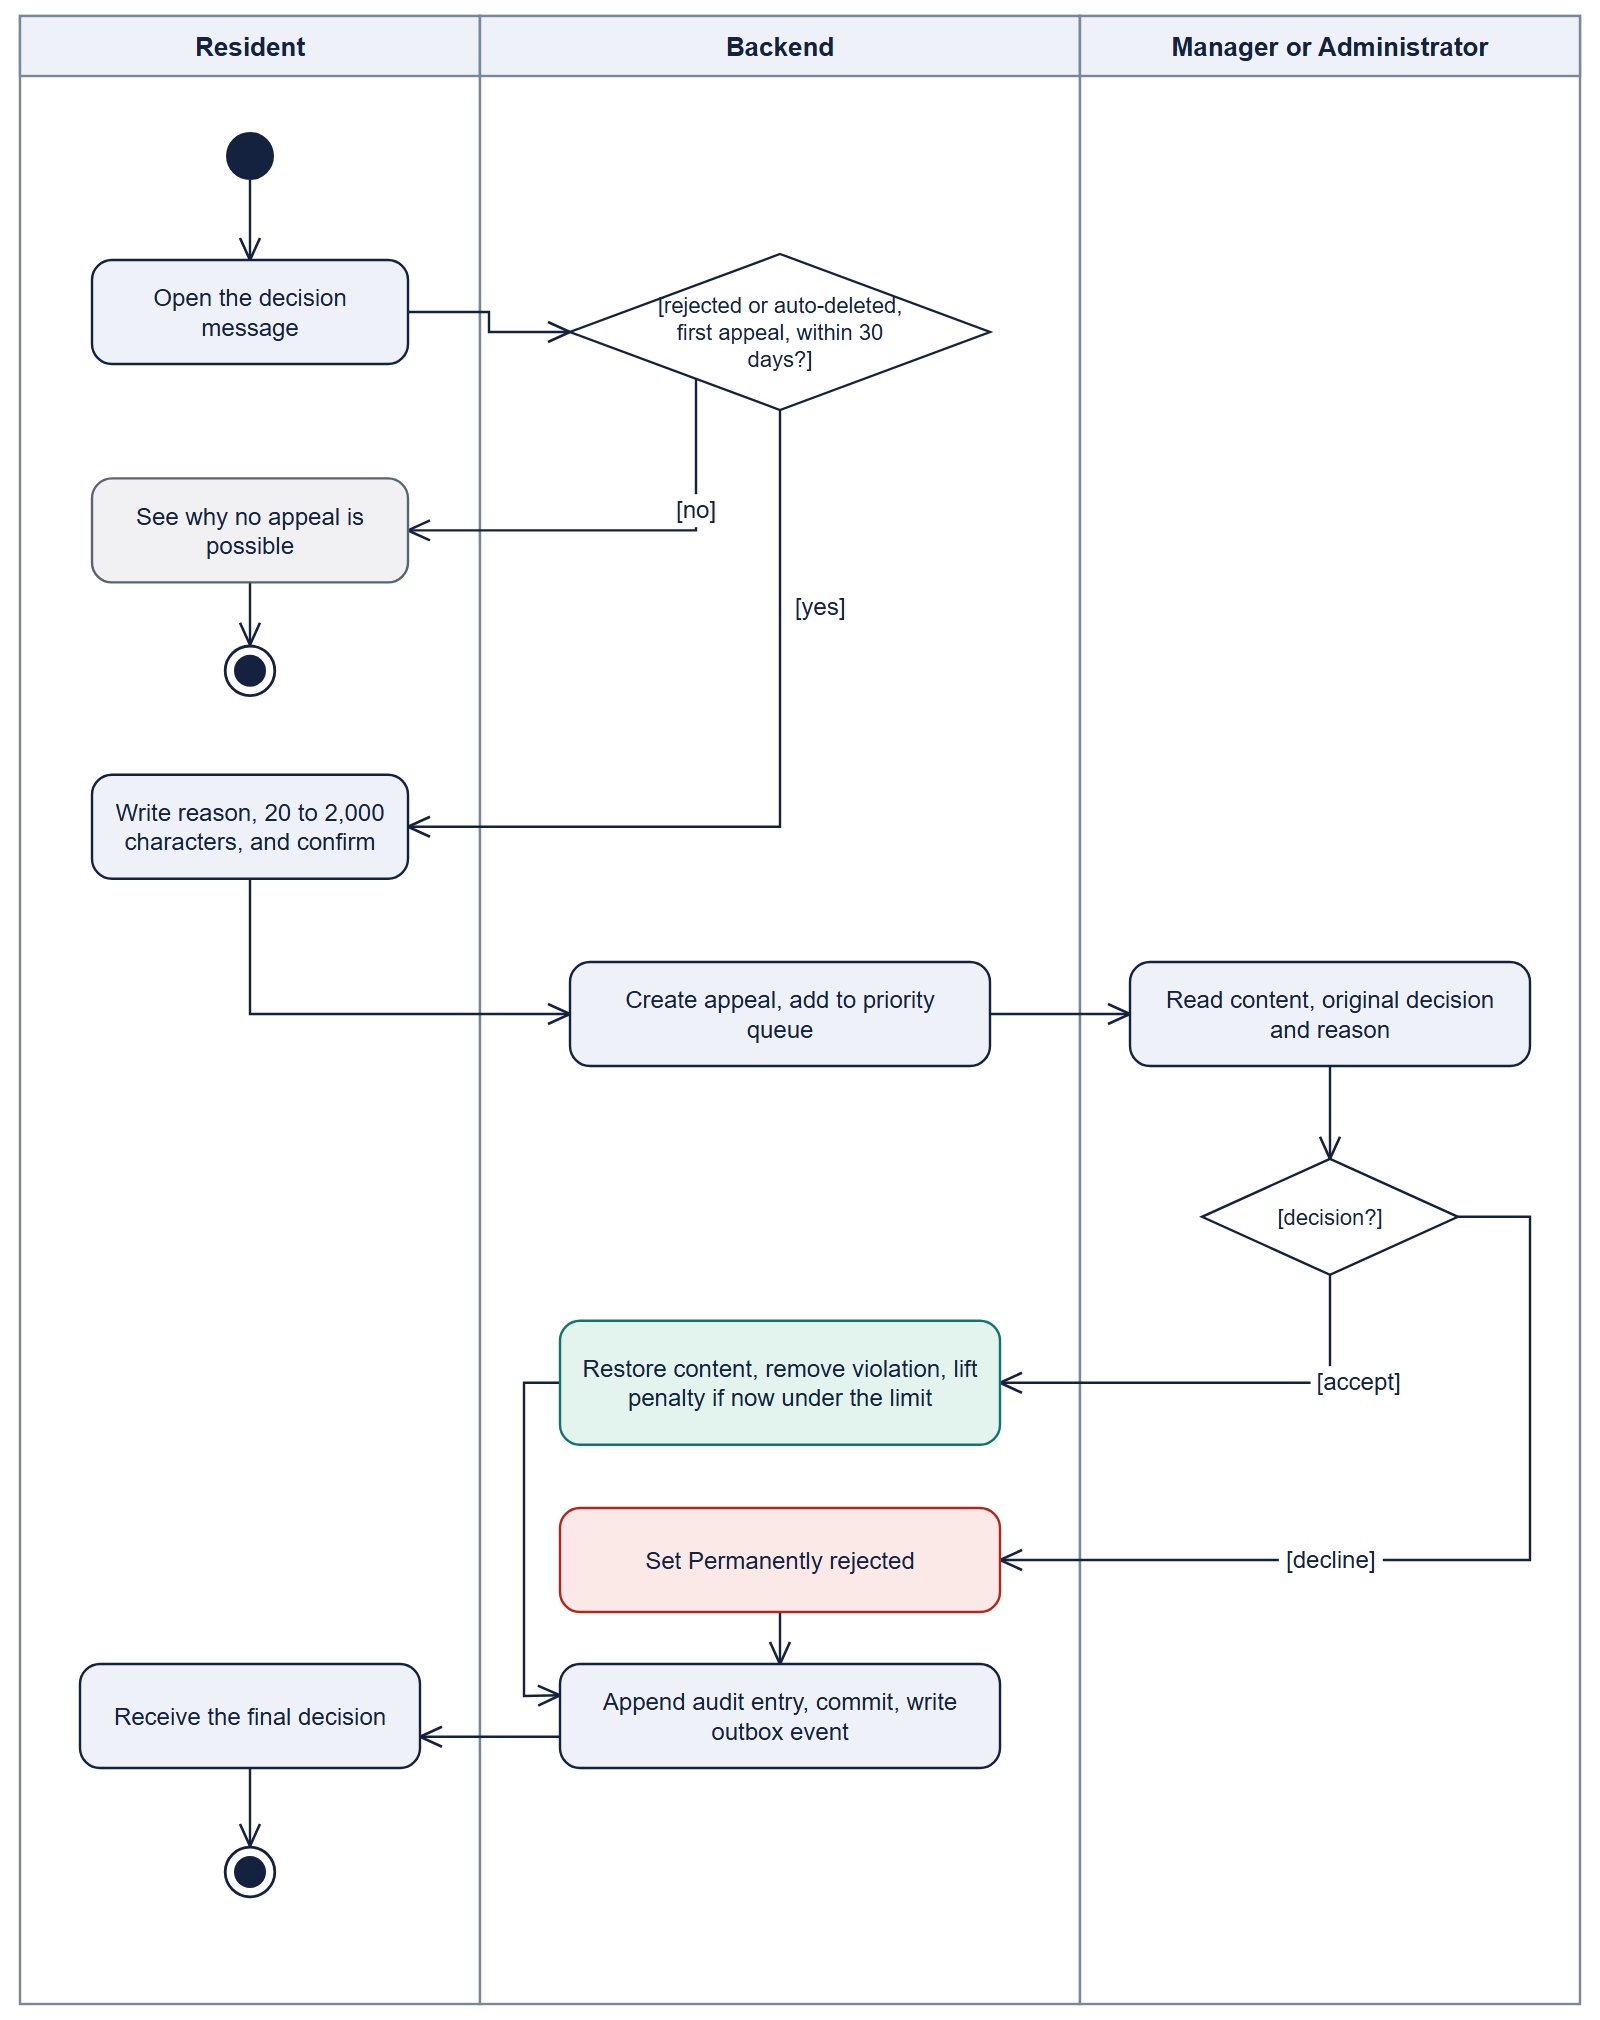 Resident
Backend
Manager or Administrator
Open the decision
message
[rejected or auto-deleted,
first appeal, within 30
days?]
[no]
See why no appeal is
possible
[yes]
Write reason, 20 to 2,000
characters, and confirm
Create appeal, add to priority
queue
Read content, original decision
and reason
[decision?]
[accept]
Restore content, remove violation, lift
penalty if now under the limit
[decline]
Set Permanently rejected
Append audit entry, commit, write
outbox event
Receive the final decision